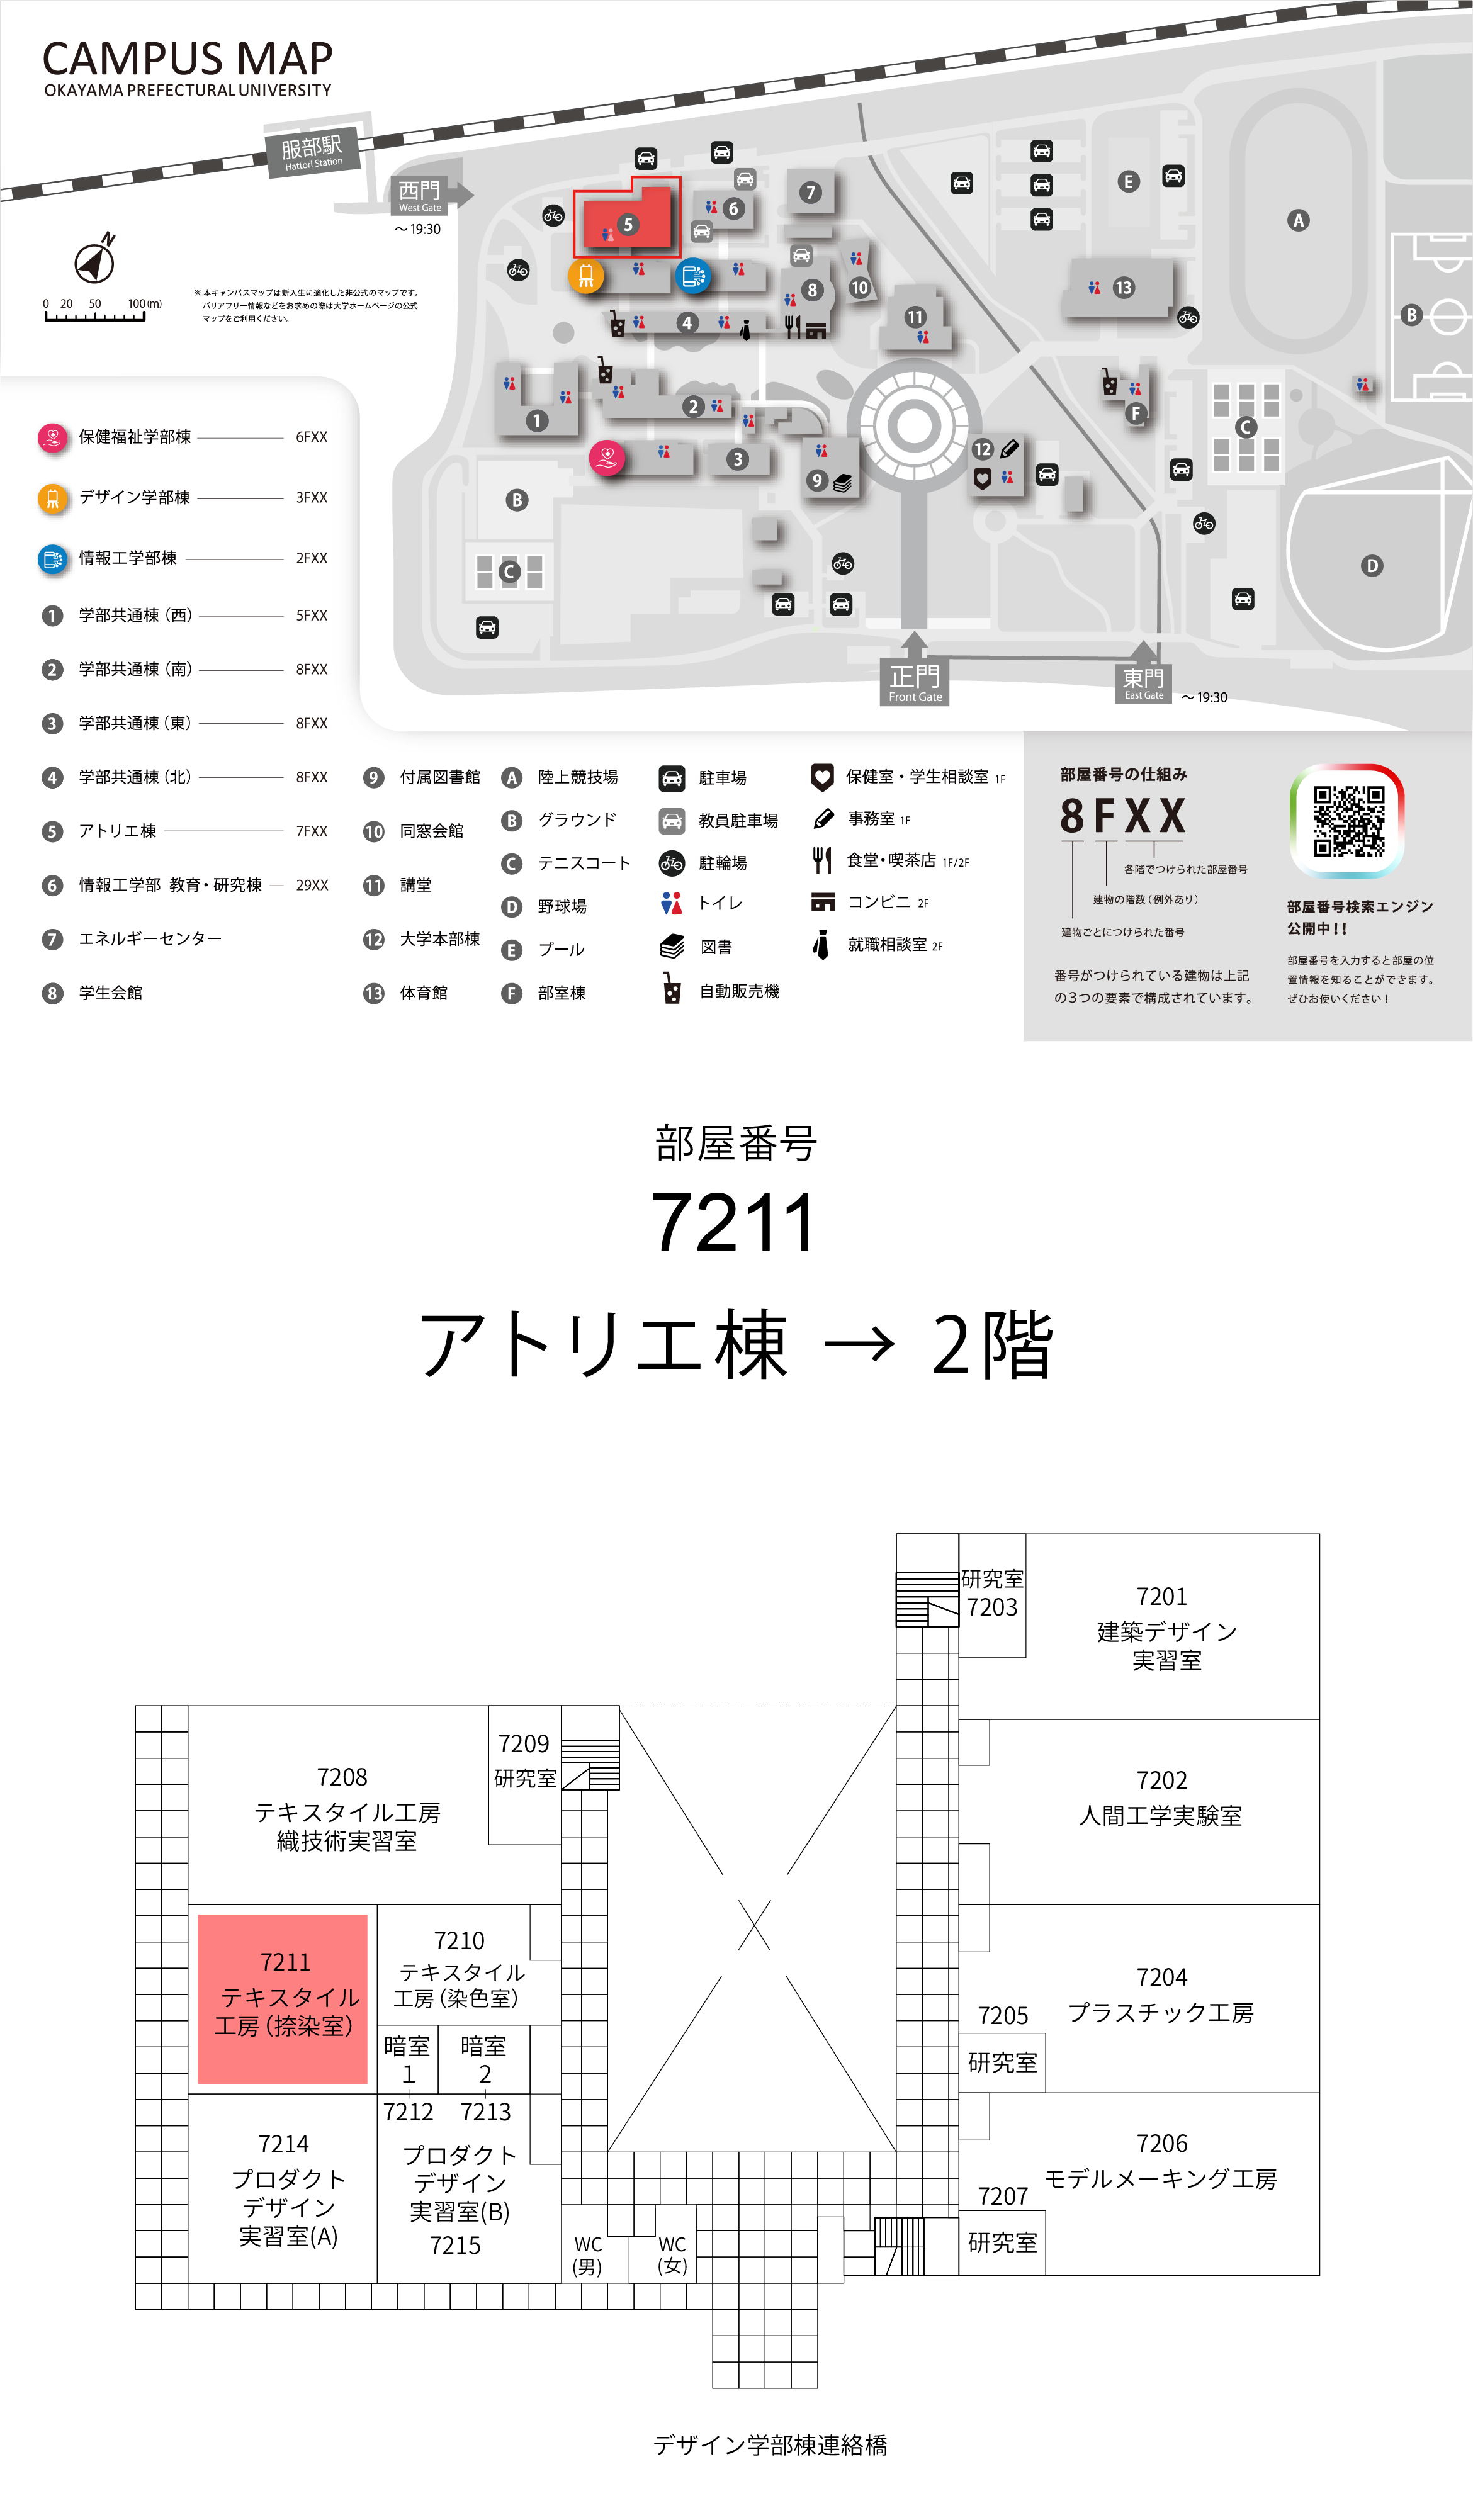 CAMPUS MAP
OKAYAMA PREFECTURAL UNIVERSITY
服部駅
Hattori Station
西門
West Gate
～19:30
N
0 20 50 100(m)
※ 本キャンパスマップは新入生に適化した非公式のマップです。
バリアフリー情報などをお求めの際は大学ホームページの公式
マップをご利用ください。
5
6
7
8
10
4
11
13
E
A
B
1
2
3
9
12
F
C
B
C
D
正門
Front Gate
東門
East Gate
～19:30
保健福祉学部棟 6FXX
デザイン学部棟 3FXX
情報工学部棟 2FXX
1 学部共通棟（西） 5FXX
2 学部共通棟（南） 8FXX
3 学部共通棟（東） 8FXX
4 学部共通棟（北） 8FXX
5 アトリエ棟 7FXX
6 情報工学部 教育・研究棟 29XX
7 エネルギーセンター
8 学生会館
9 付属図書館
10 同窓会館
11 講堂
12 大学本部棟
13 体育館
A 陸上競技場
B グラウンド
C テニスコート
D 野球場
E プール
F 部室棟
駐車場
教員駐車場
駐輪場
トイレ
図書
自動販売機
保健室・学生相談室 1F
事務室 1F
食堂・喫茶店 1F/2F
コンビニ 2F
就職相談室 2F
部屋番号の仕組み
8FXX
各階でつけられた部屋番号
建物の階数（例外あり）
建物ごとにつけられた番号
番号がつけられている建物は上記
の３つの要素で構成されています。
部屋番号検索エンジン
公開中！！
部屋番号を入力すると部屋の位
置情報を知ることができます。
ぜひお使いください！
部屋番号
7211
アトリエ棟 → 2階
研究室
7203
7201
建築デザイン
実習室
7209
研究室
7208
テキスタイル工房
織技術実習室
7202
人間工学実験室
7211
テキスタイル
工房（捺染室）
7210
テキスタイル
工房（染色室）
暗室
1
暗室
2
7212
7213
7204
プラスチック工房
7205
研究室
7214
プロダクト
デザイン
実習室(A)
プロダクト
デザイン
実習室(B)
7215
WC
(男)
WC
(女)
7206
モデルメーキング工房
7207
研究室
デザイン学部棟連絡橋